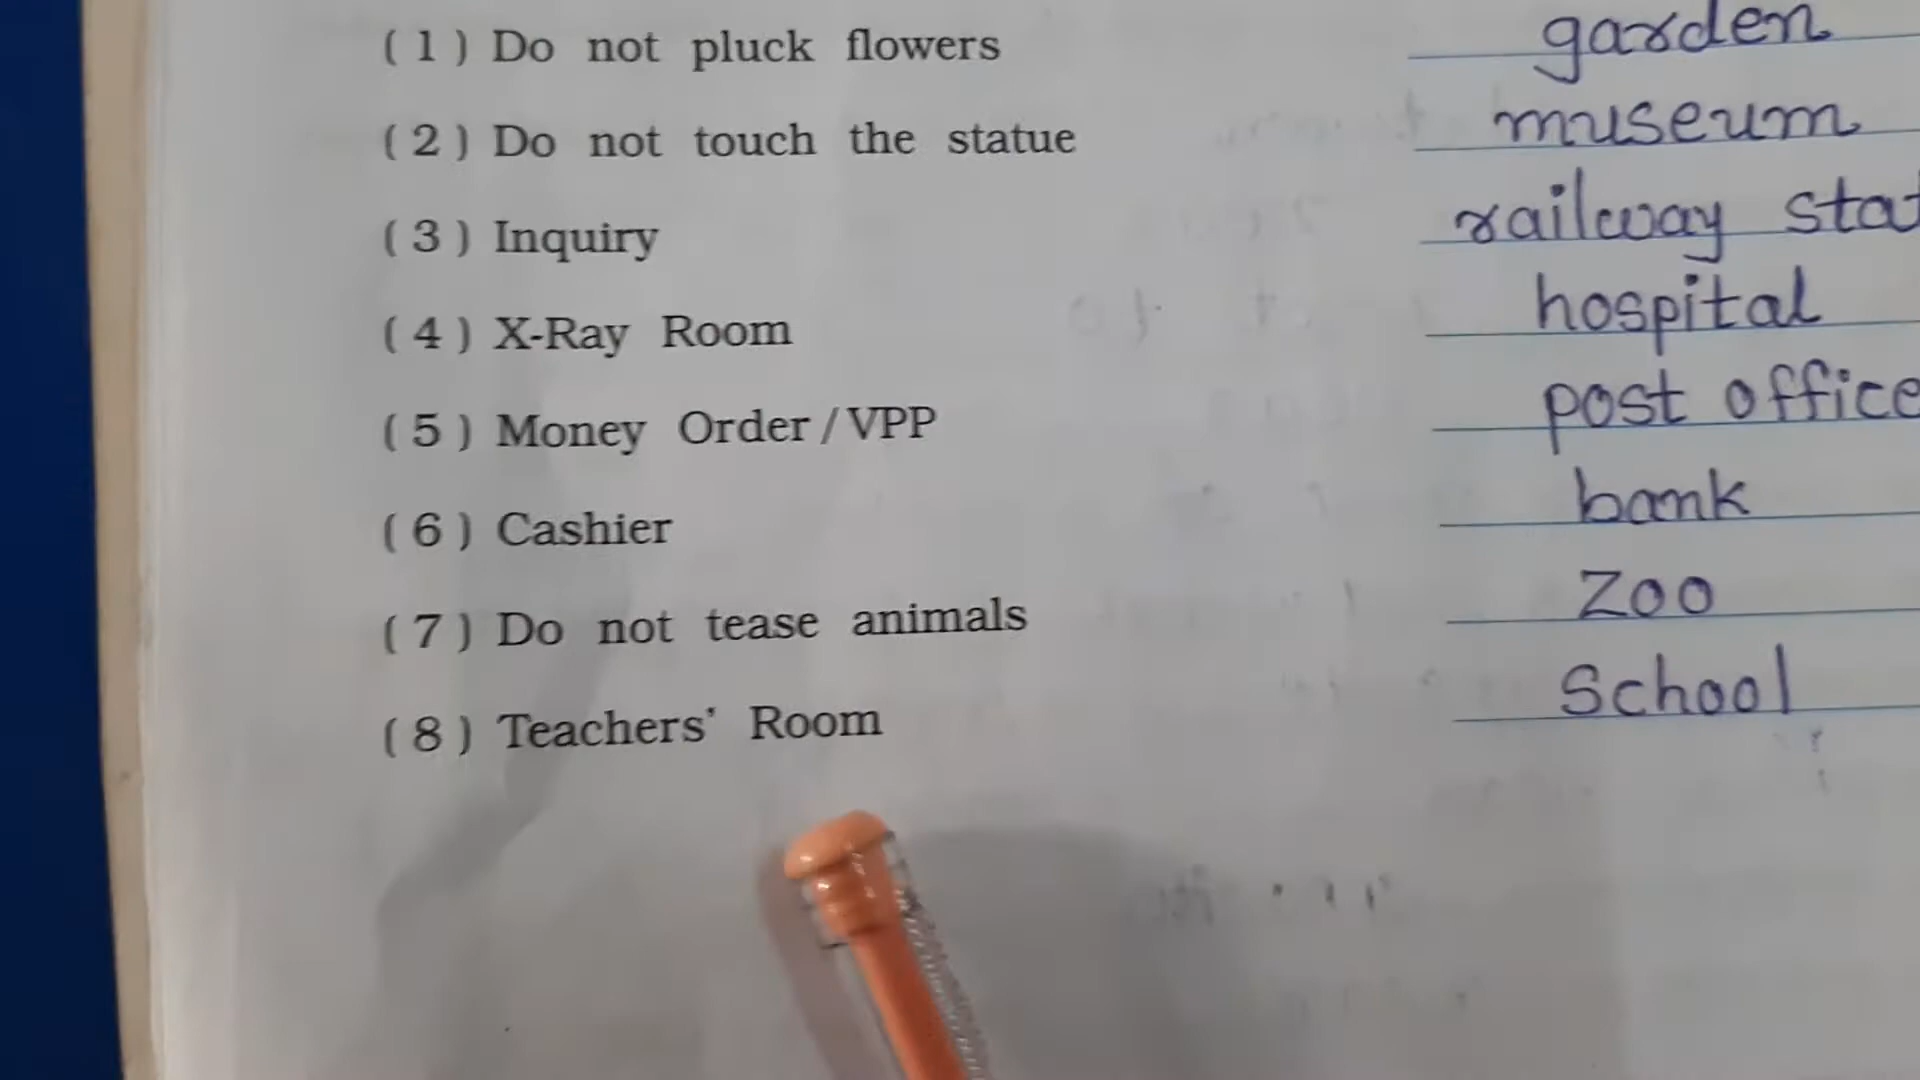 (1) Do not pluck flowers garden
(2) Do not touch the statue museum
(3) Inquiry railway stat
(4) X-Ray Room hospital
(5) Money Order/VPP post office
(6) Cashier bank
(7) Do not tease animals Zoo
(8) Teachers' Room School